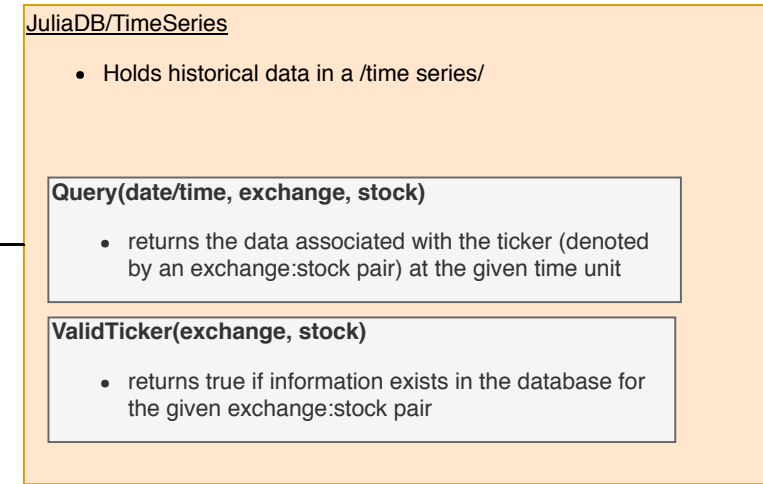 JuliaDB/TimeSeries
• Holds historical data in a /time series/
Query(date/time, exchange, stock)
• returns the data associated with the ticker (denoted
by an exchange:stock pair) at the given time unit
ValidTicker(exchange, stock)
• returns true if information exists in the database for
the given exchange:stock pair